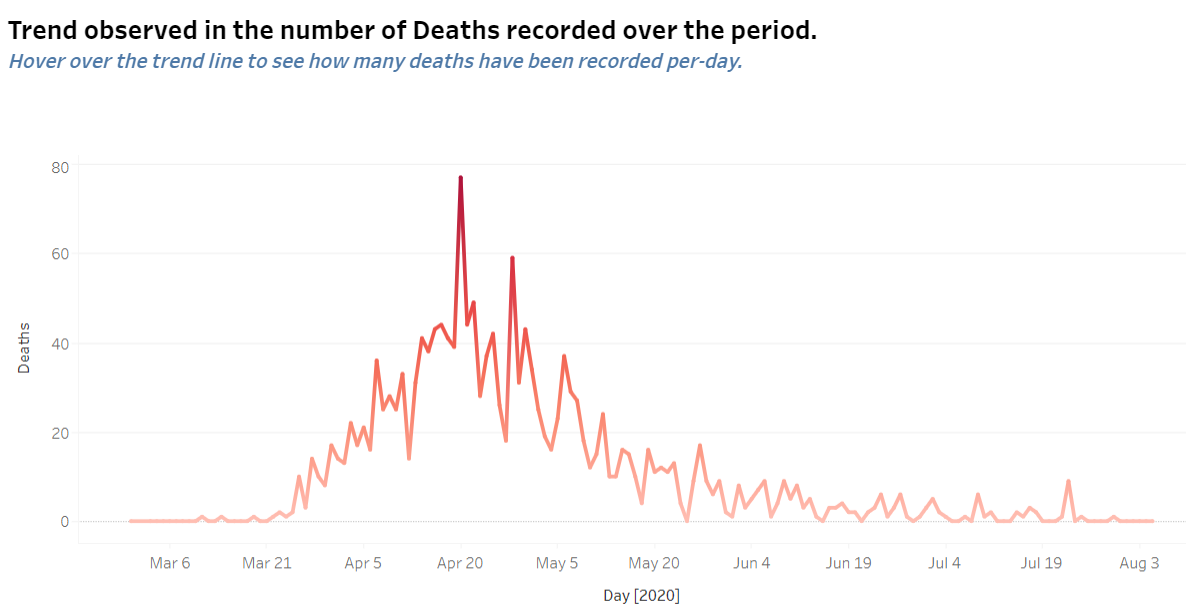 Trend observed in the number of Deaths recorded over the period.
Hover over the trend line to see how many deaths have been recorded per-day.
80
60
40
20
0
Deaths
Mar 6 Mar 21 Apr 5 Apr 20 May 5 May 20 Jun 4 Jun 19 Jul 4 Jul 19 Aug 3
Day [2020]